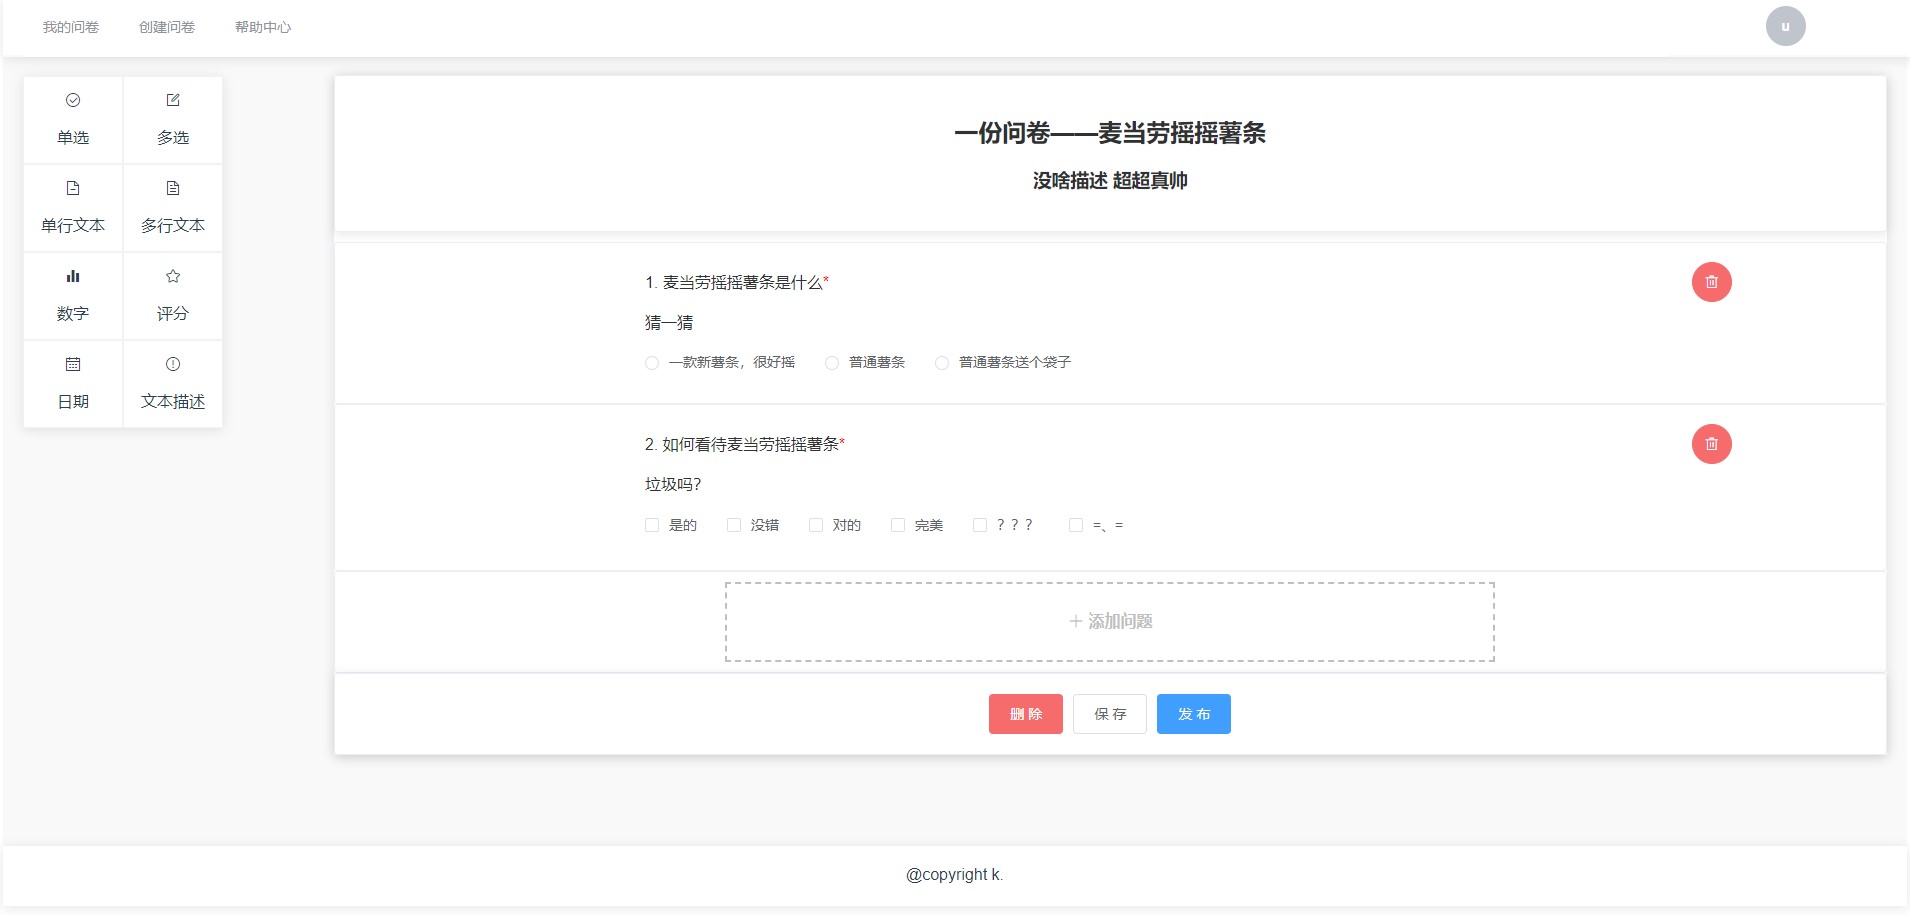 我的问卷 创建问卷 帮助中心 u
单选 多选
单行文本 多行文本
数字 评分
日期 文本描述
一份问卷——麦当劳摇摇薯条
没啥描述 超超真帅
1. 麦当劳摇摇薯条是什么*
猜一猜
一款新薯条，很好摇 普通薯条 普通薯条送个袋子
2. 如何看待麦当劳摇摇薯条*
垃圾吗？
是的 没错 对的 完美 ？？？ =、=
+ 添加问题
删 除 保 存 发 布
@copyright k.